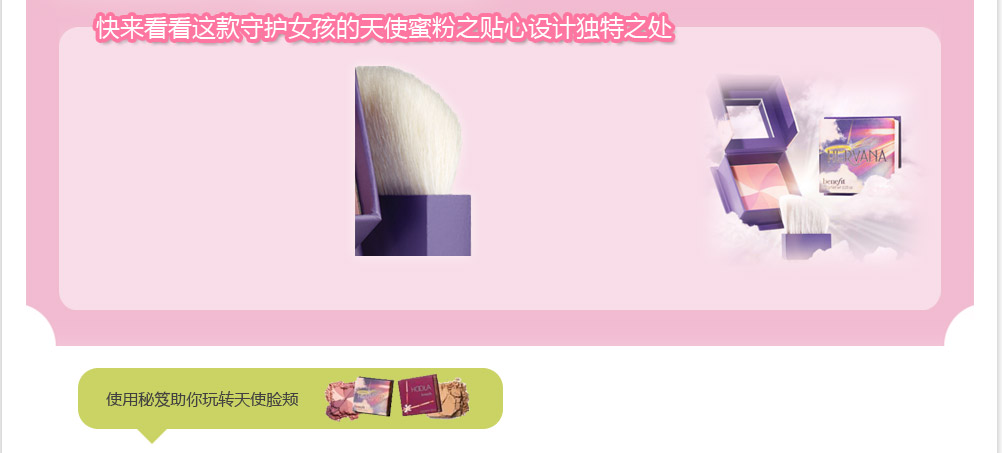 快来看看这款守护女孩的天使蜜粉之贴心设计独特之处
HERVANA
benefit
使用秘笈助你玩转天使脸颊
HOOLA